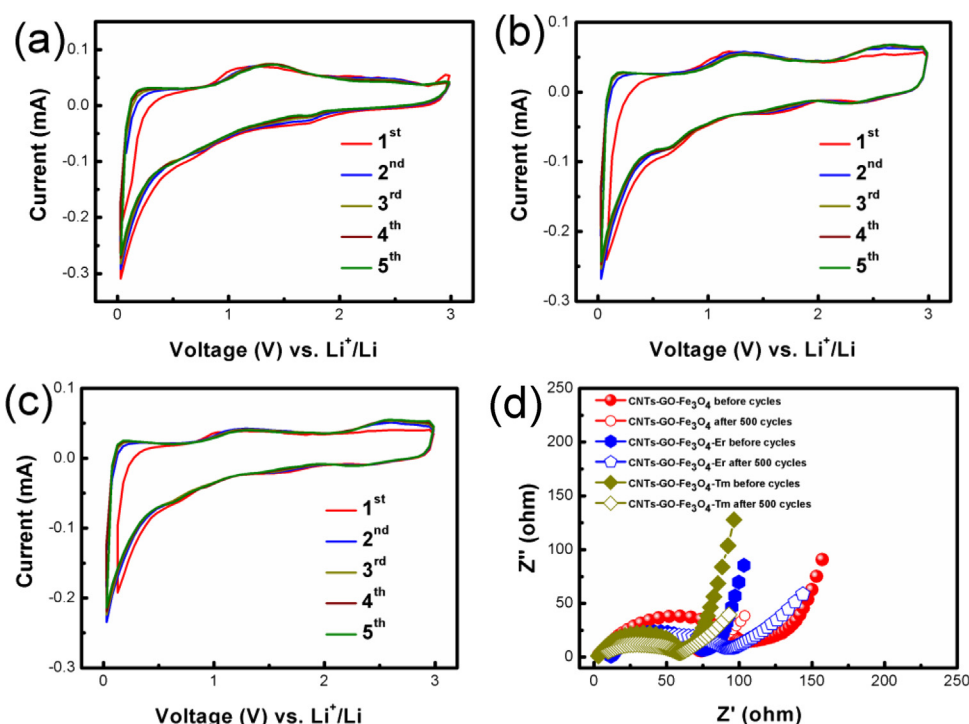 (a)
0.1
0.0
-0.1
-0.2
-0.3
Current (mA)
1st
2nd
3rd
4th
5th
0 1 2 3
Voltage (V) vs. Li+/Li
(b)
0.1
0.0
-0.1
-0.2
-0.3
Current (mA)
1st
2nd
3rd
4th
5th
0 1 2 3
Voltage (V) vs. Li+/Li
(c)
0.1
0.0
-0.1
-0.2
-0.3
Current (mA)
1st
2nd
3rd
4th
5th
0 1 2 3
Voltage (V) vs. Li+/Li
(d)
250
200
150
100
50
0
Z'' (ohm)
CNTs-GO-Fe3O4 before cycles
CNTs-GO-Fe3O4 after 500 cycles
CNTs-GO-Fe3O4-Er before cycles
CNTs-GO-Fe3O4-Er after 500 cycles
CNTs-GO-Fe3O4-Tm before cycles
CNTs-GO-Fe3O4-Tm after 500 cycles
0 50 100 150 200 250
Z' (ohm)